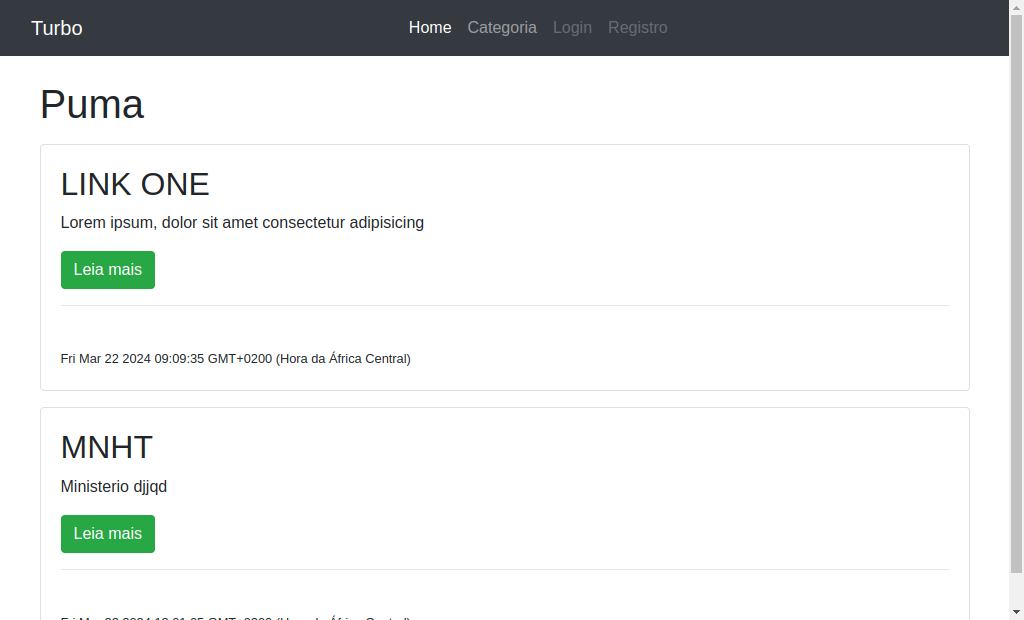 Turbo Home Categoria Login Registro
Puma
LINK ONE
Lorem ipsum, dolor sit amet consectetur adipisicing
Leia mais
Fri Mar 22 2024 09:09:35 GMT+0200 (Hora da África Central)
MNHT
Ministerio djjqd
Leia mais